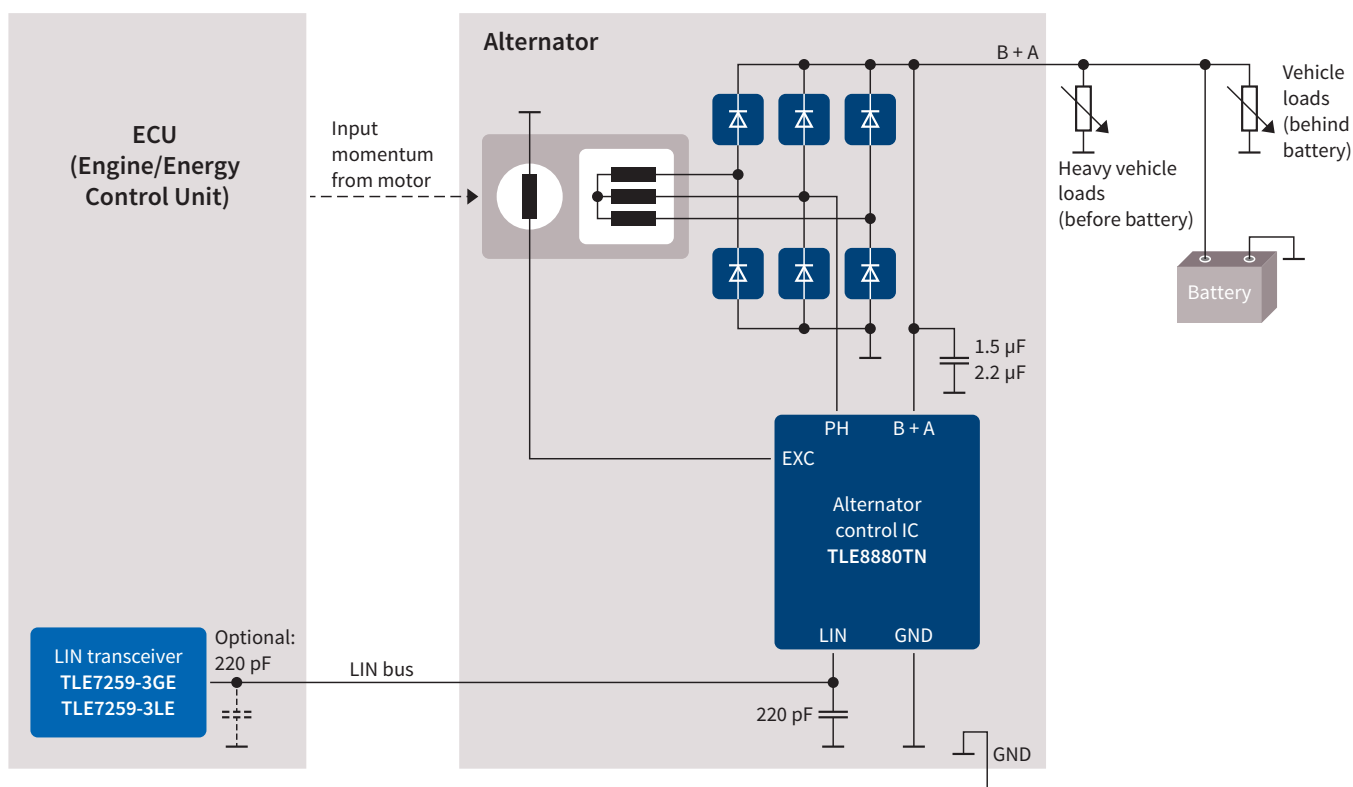 Alternator
B + A
ECU
(Engine/Energy
Control Unit)
Input
momentum
from motor
Vehicle
loads
(behind
battery)
Heavy vehicle
loads
(before battery)
Battery
1.5 µF
2.2 µF
PH
B + A
EXC
Alternator
control IC
TLE8880TN
LIN
GND
LIN transceiver
TLE7259-3GE
TLE7259-3LE
Optional:
220 pF
LIN bus
220 pF
GND